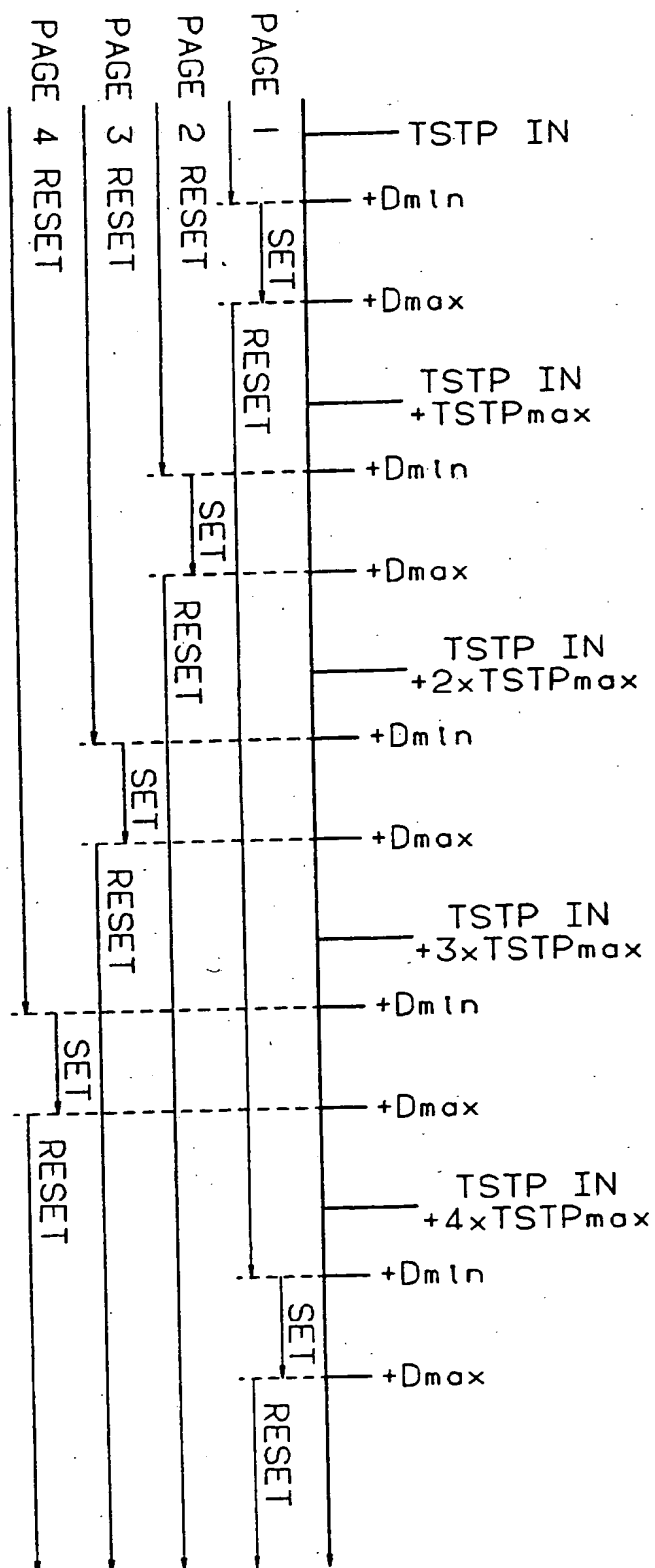 TSTP IN
+Dmin
+Dmax
TSTP IN
+TSTPmax
+Dmin
+Dmax
TSTP IN
+2xTSTPmax
+Dmin
+Dmax
TSTP IN
+3xTSTPmax
+Dmin
+Dmax
TSTP IN
+4xTSTPmax
+Dmin
+Dmax
PAGE 1
SET
RESET
SET
RESET
PAGE 2 RESET
SET
RESET
PAGE 3 RESET
SET
RESET
PAGE 4 RESET
SET
RESET